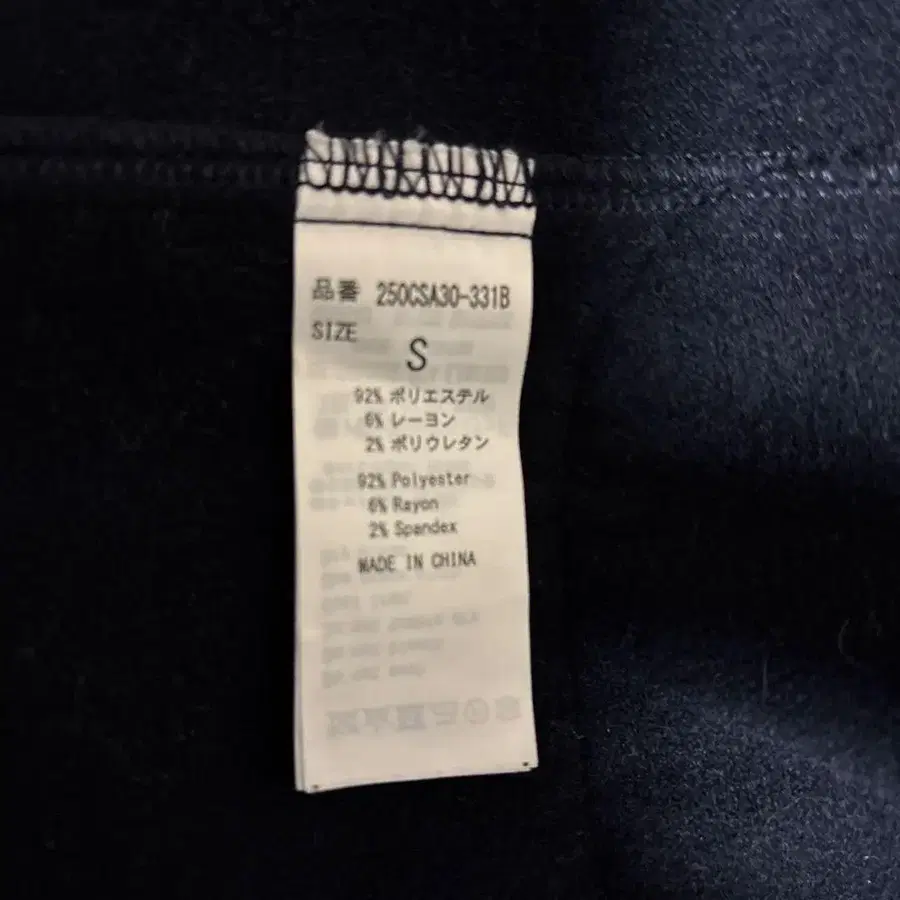 品番 250CSA30-331B
SIZE S
92% ポリエステル
6% レーヨン
2% ポリウレタン
92% Polyester
6% Rayon
2% Spandex
MADE IN CHINA